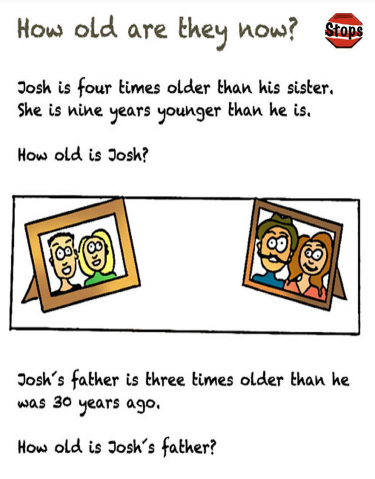 How old are they now?
Stops
Josh is four times older than his sister.
She is nine years younger than he is.
How old is Josh?
Josh's father is three times older than he
was 30 years ago.
How old is Josh's father?